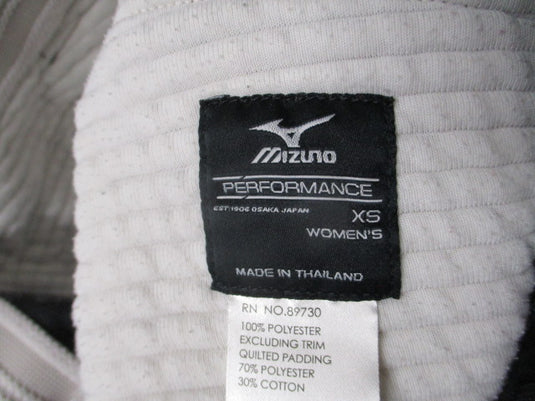 MIZUNO
PERFORMANCE
EST. 1906 OSAKA JAPAN
XS
WOMEN'S
MADE IN THAILAND
RN NO.89730
100% POLYESTER
EXCLUDING TRIM
QUILTED PADDING
70% POLYESTER
30% COTTON